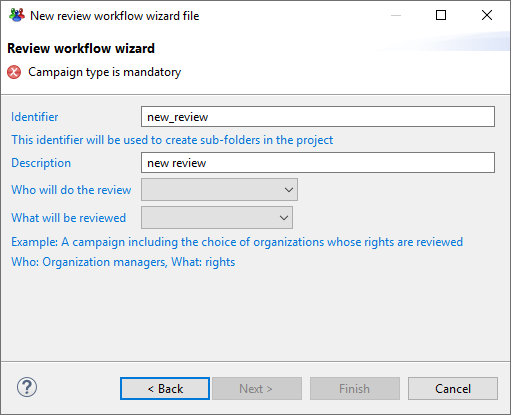 New review workflow wizard file
Review workflow wizard
Campaign type is mandatory
Identifier new_review
This identifier will be used to create sub-folders in the project
Description new review
Who will do the review
What will be reviewed
Example: A campaign including the choice of organizations whose rights are reviewed
Who: Organization managers, What: rights
? < Back Next > Finish Cancel